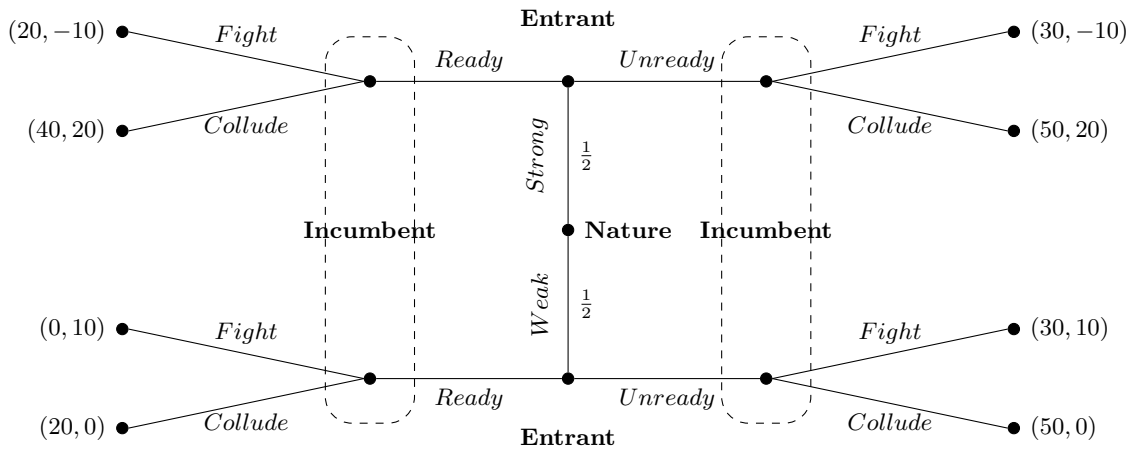 Entrant
(20, −10) Fight Fight (30, −10)
Ready Unready
(40, 20) Collude Collude (50, 20)
Strong 1/2
Incumbent Nature Incumbent
Weak 1/2
(0, 10) Fight Fight (30, 10)
Ready Unready
(20, 0) Collude Collude (50, 0)
Entrant